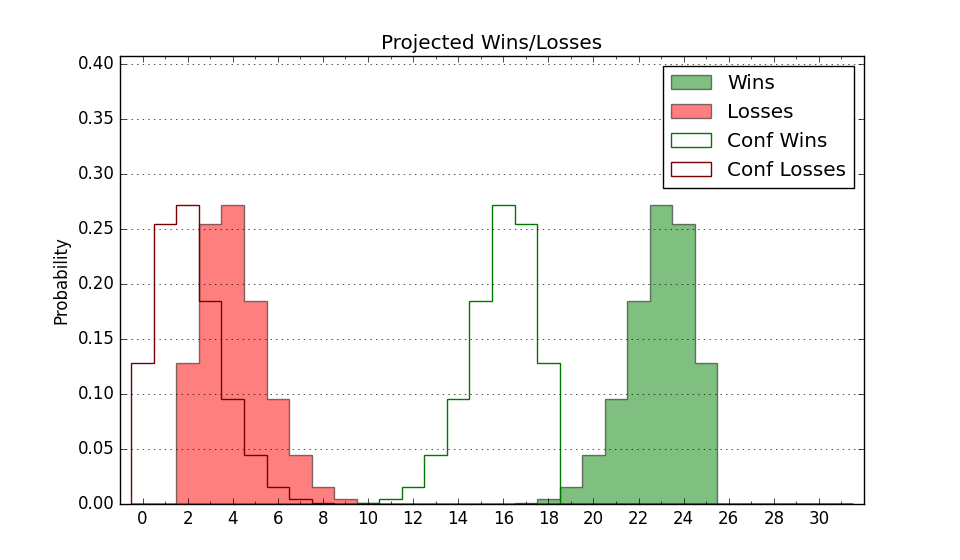 Projected Wins/Losses
0.40
0.35
0.30
0.25
0.20
0.15
0.10
0.05
0.00
Probability
Wins
Losses
Conf Wins
Conf Losses
0 2 4 6 8 10 12 14 16 18 20 22 24 26 28 30